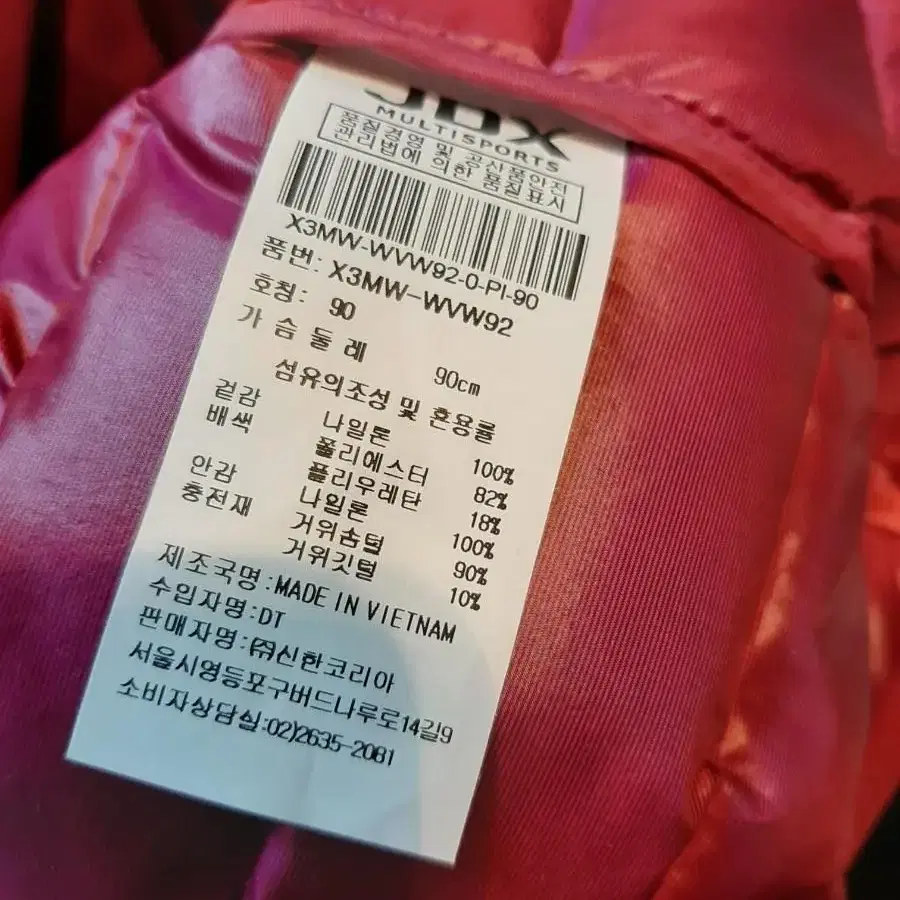 JDX
MULTISPORTS
품질경영 및 공산품안전
관리법에 의한 품질표시
X3MW-WVW92-0-PI-90
품번: X3MW-WVW92
호칭: 90
가 슴 둘 레 90cm
섬유의조성 및 혼용률
겉감 나일론 100%
배색 폴리에스터 82%
폴리우레탄 18%
안감 나일론 100%
충전재 거위솜털 90%
거위깃털 10%
제조국명:MADE IN VIETNAM
수입자명:DT
판매자명:㈜신한코리아
서울시영등포구버드나루로14길9
소비자상담실:02)2635-2081